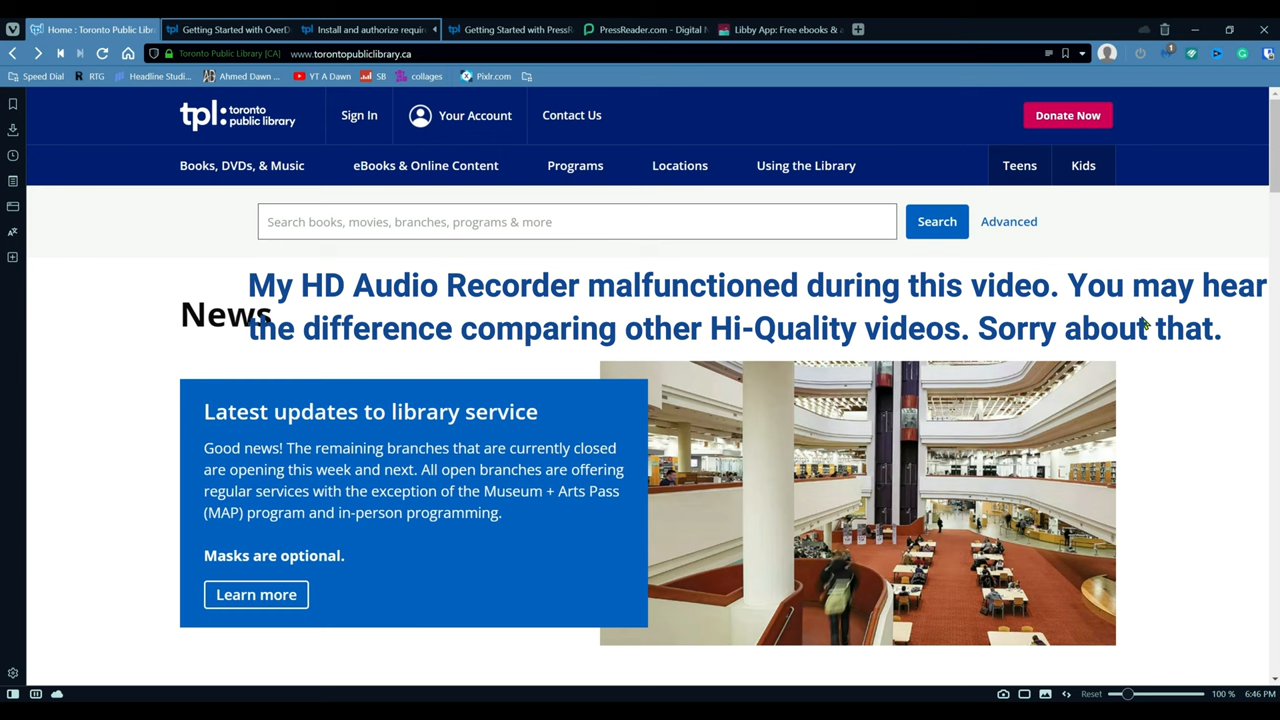 Home : Toronto Public Libr
Getting Started with OverD
Install and authorize requir
Getting Started with PressR
PressReader.com - Digital N
Libby App: Free ebooks & a
Toronto Public Library [CA]
www.torontopubliclibrary.ca
1
Speed Dial
RTG
Headline Studi...
Ahmed Dawn ...
YT A Dawn
SB
collages
Pixlr.com
tpl: toronto
public library
Sign In
Your Account
Contact Us
Donate Now
Books, DVDs, & Music
eBooks & Online Content
Programs
Locations
Using the Library
Teens
Kids
Search books, movies, branches, programs & more
Search
Advanced
My HD Audio Recorder malfunctioned during this video. You may hear
the difference comparing other Hi-Quality videos. Sorry about that.
News
Latest updates to library service
Good news! The remaining branches that are currently closed
are opening this week and next. All open branches are offering
regular services with the exception of the Museum + Arts Pass
(MAP) program and in-person programming.
Masks are optional.
Learn more
Reset
100 %
6:46 PM